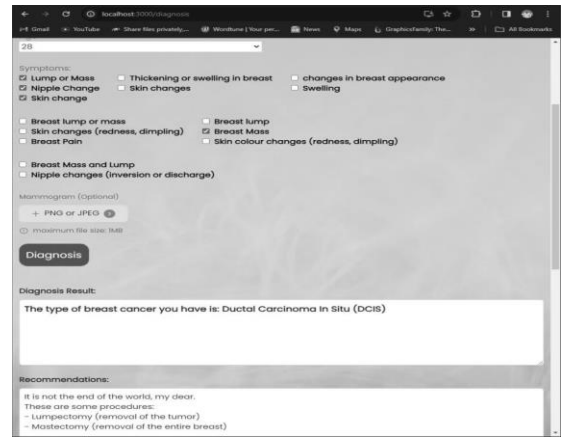 localhost:3000/diagnosis
Gmail YouTube Share files privately,... Wordtune | Your per... News Maps GraphicsFamily: The... » All Bookmarks
28
Symptoms:
Lump or Mass Thickening or swelling in breast changes in breast appearance
Nipple Change Skin changes Swelling
Skin change
Breast lump or mass Breast lump
Skin changes (redness, dimpling) Breast Mass
Breast Pain Skin colour changes (redness, dimpling)
Breast Mass and Lump
Nipple changes (inversion or discharge)
Mammogram (Optional)
+ PNG or JPEG
maximum file size: 1MB
Diagnosis
Diagnosis Result:
The type of breast cancer you have is: Ductal Carcinoma In Situ (DCIS)
Recommendations:
It is not the end of the world, my dear.
These are some procedures:
- Lumpectomy (removal of the tumor)
- Mastectomy (removal of the entire breast)